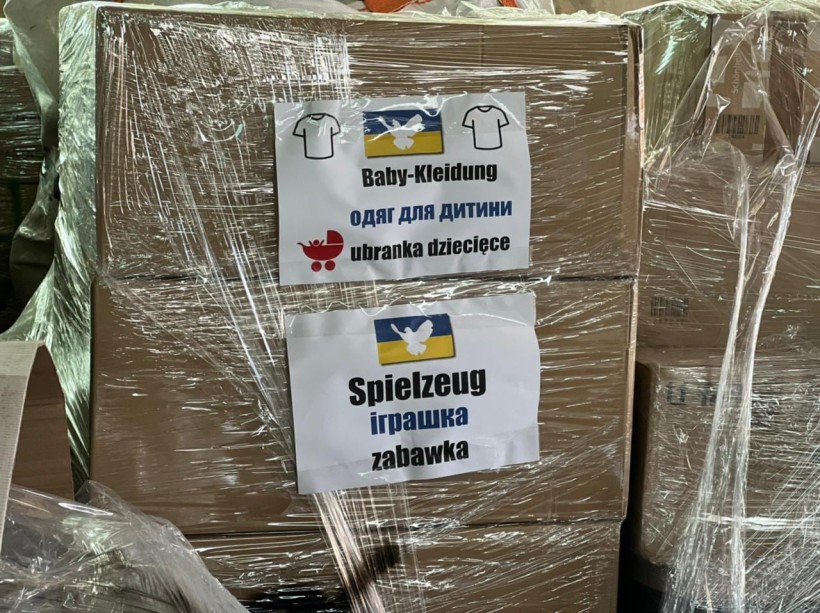 Baby-Kleidung
одяг для дитини
ubranka dziecięce
Spielzeug
іграшка
zabawka